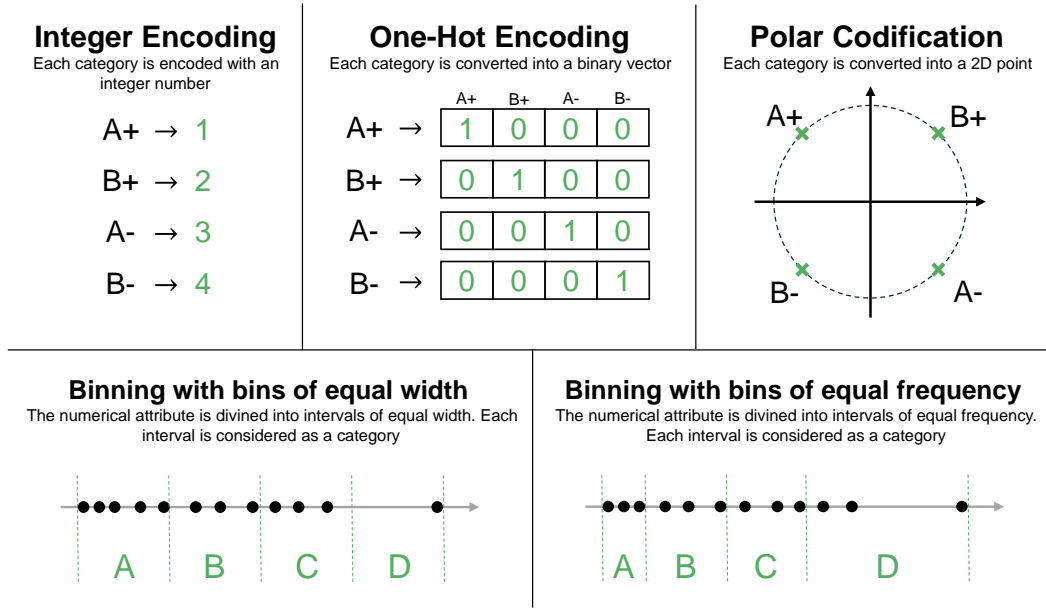 Integer Encoding
Each category is encoded with an
integer number
A+ → 1
B+ → 2
A- → 3
B- → 4
One-Hot Encoding
Each category is converted into a binary vector
A+ B+ A- B-
A+ → 1 0 0 0
B+ → 0 1 0 0
A- → 0 0 1 0
B- → 0 0 0 1
Polar Codification
Each category is converted into a 2D point
A+ B+
B- A-
Binning with bins of equal width
The numerical attribute is divined into intervals of equal width. Each
interval is considered as a category
A B C D
Binning with bins of equal frequency
The numerical attribute is divined into intervals of equal frequency.
Each interval is considered as a category
A B C D